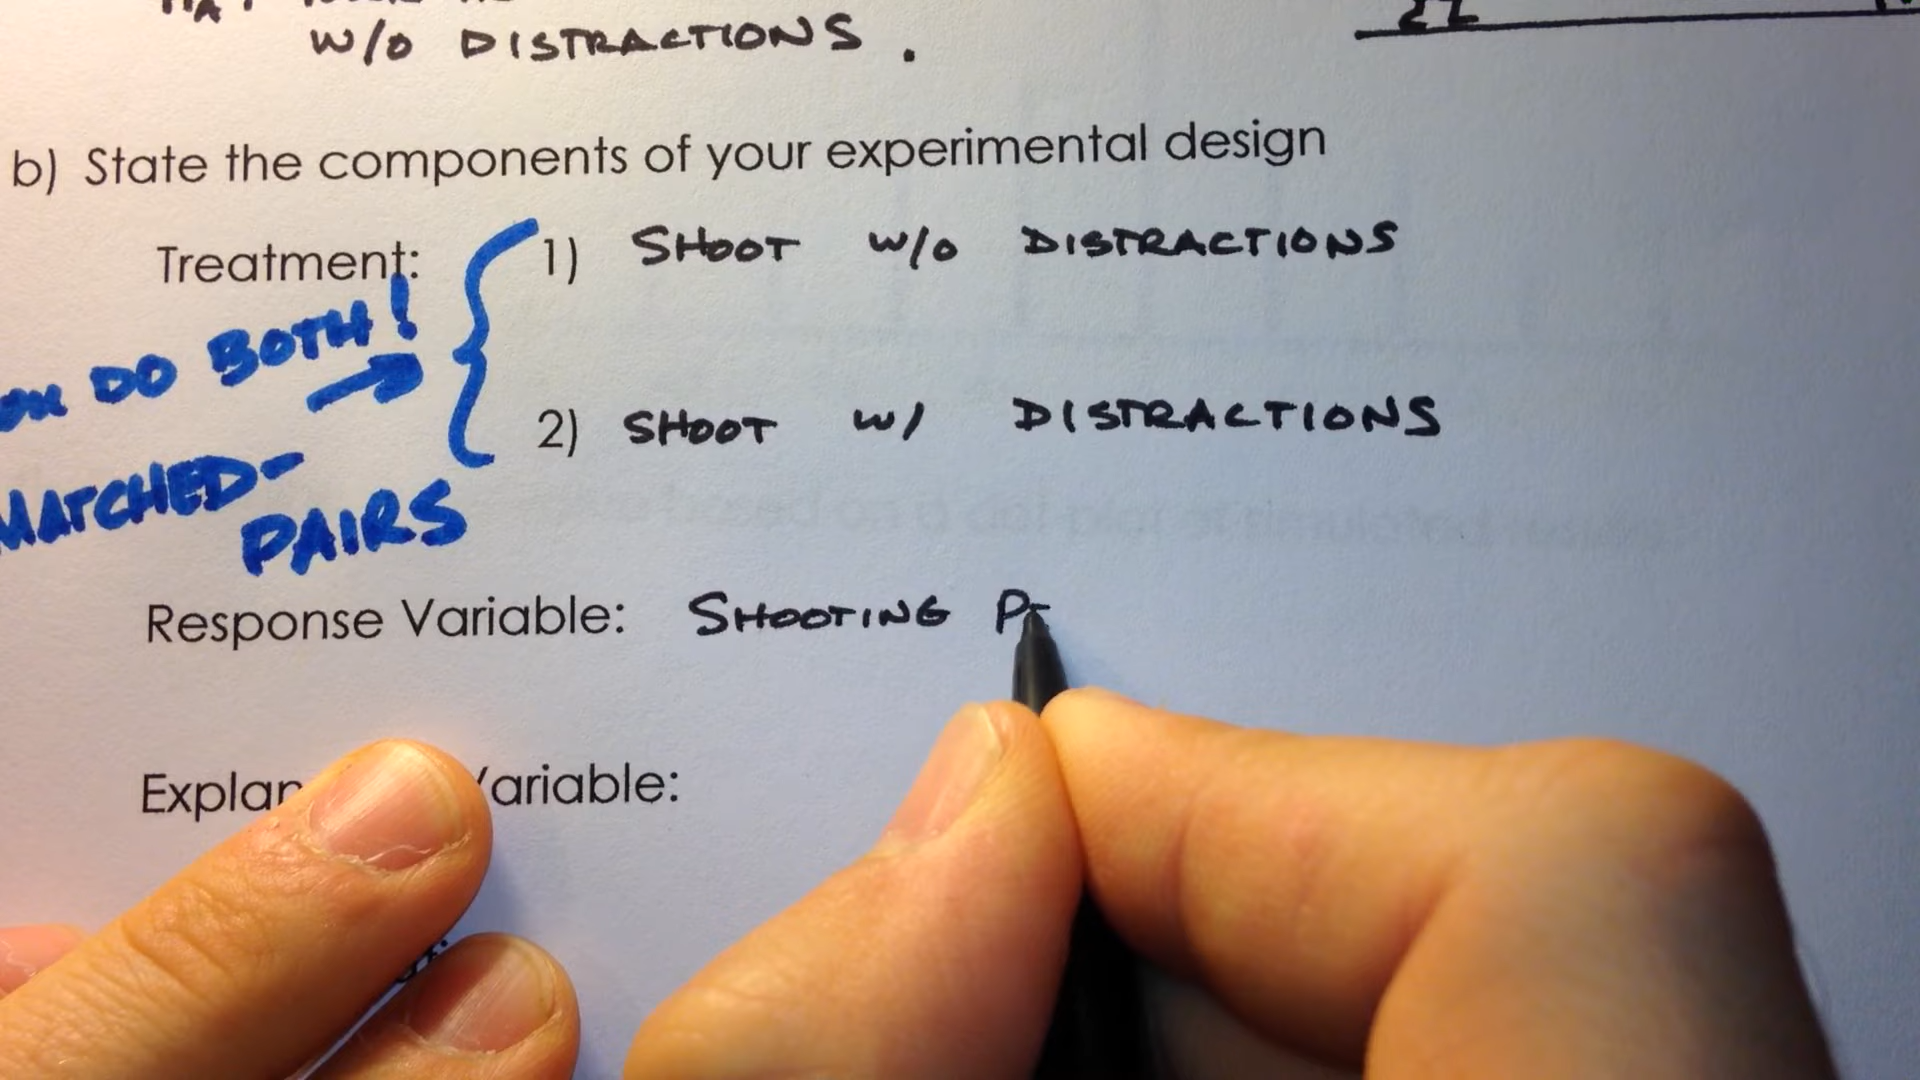 W/O DISTRACTIONS.
b) State the components of your experimental design
Treatment: 1) SHOOT W/O DISTRACTIONS
DO BOTH!
2) SHOOT W/ DISTRACTIONS
MATCHED-
PAIRS
Response Variable: SHOOTING
Variable: